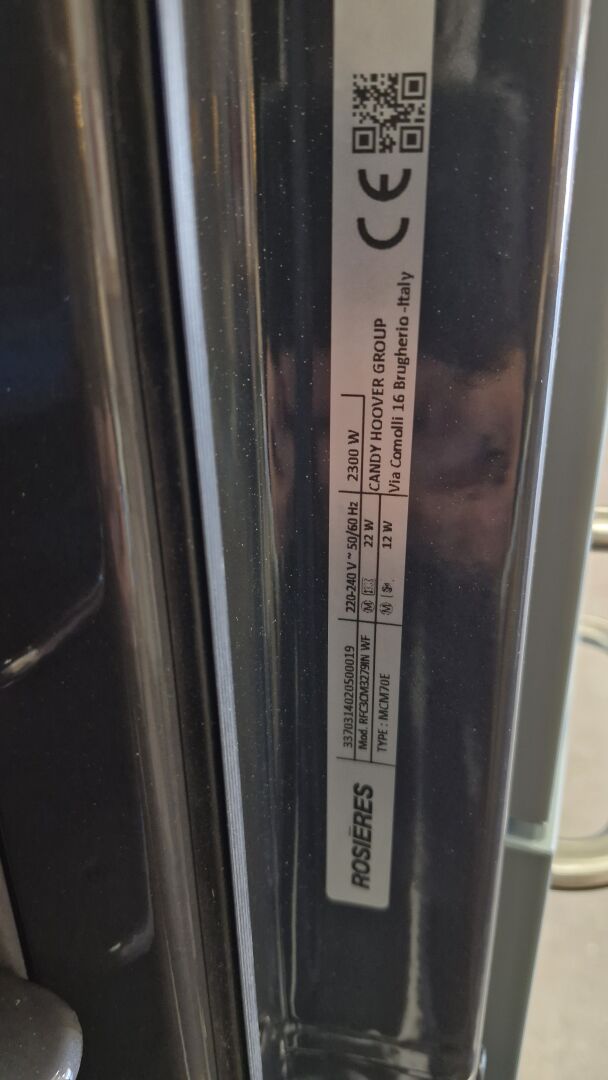 ROSIÈRES
3370314020500019
Mod. RFC3CM3279IN WF
TYPE : MCM70E
220-240 V ~ 50/60 Hz
2300 W
22 W
12 W
CANDY HOOVER GROUP
Via Comolli 16 Brugherio -Italy
CE